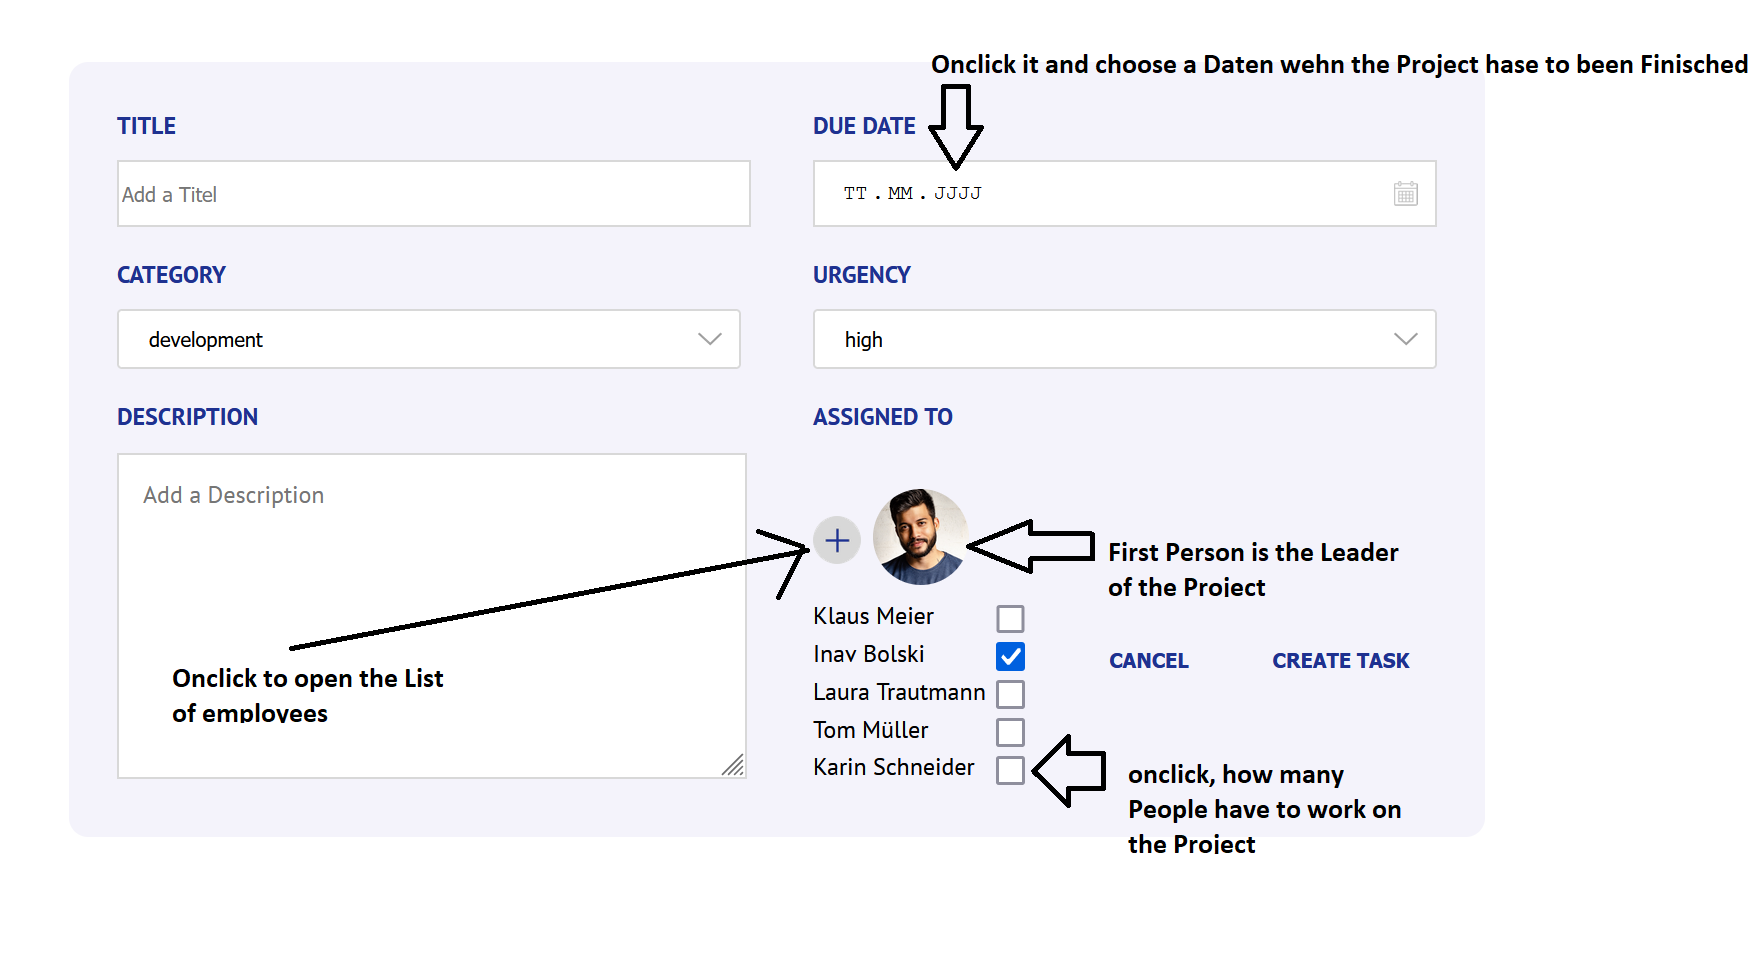 Onclick it and choose a Daten wehn the Project hase to been Finisched
TITLE
DUE DATE
Add a Titel
TT . MM . JJJJ
CATEGORY
URGENCY
development
high
DESCRIPTION
ASSIGNED TO
Add a Description
First Person is the Leader
of the Project
Onclick to open the List
of employees
Klaus Meier
Inav Bolski
Laura Trautmann
Tom Müller
Karin Schneider
CANCEL
CREATE TASK
onclick, how many
People have to work on
the Project